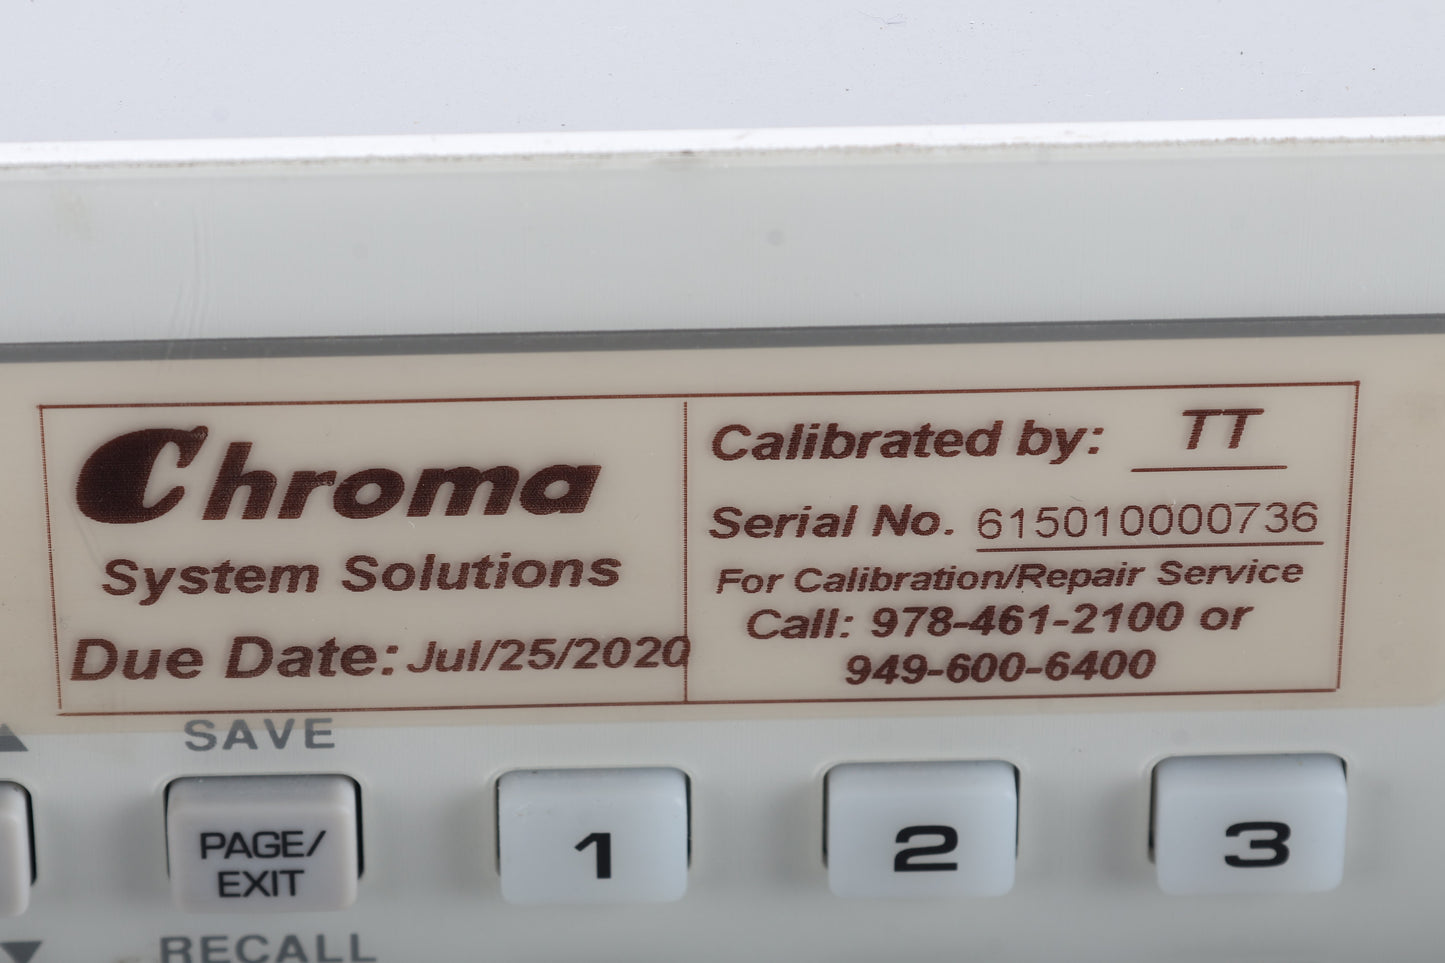 Chroma
System Solutions
Due Date: Jul/25/2020
Calibrated by: TT
Serial No. 615010000736
For Calibration/Repair Service
Call: 978-461-2100 or
949-600-6400
SAVE
PAGE/
EXIT
1
2
3
RECALL